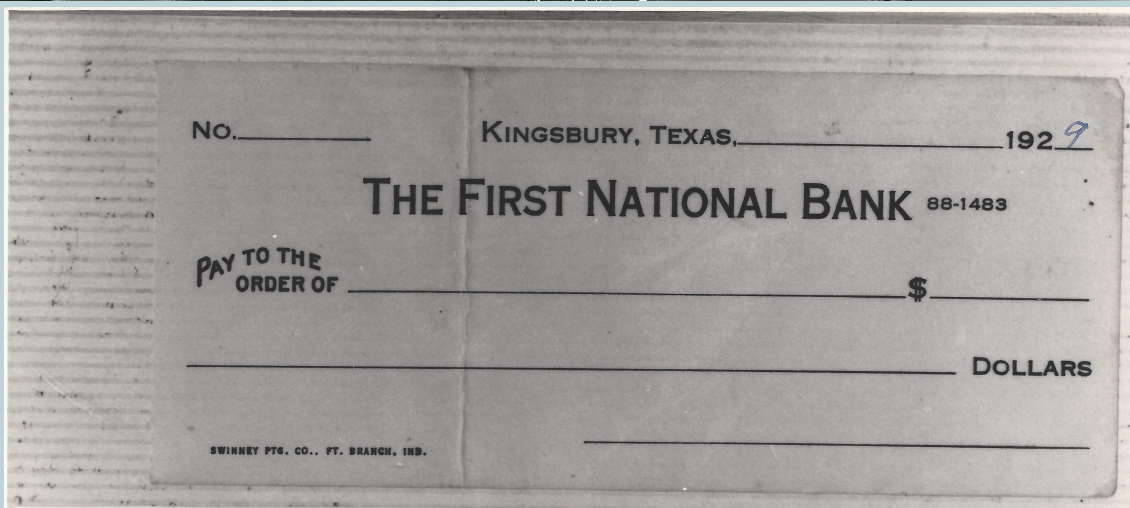 No. KINGSBURY, TEXAS, 1929
THE FIRST NATIONAL BANK 88-1483
PAY TO THE
ORDER OF $
DOLLARS
SWINNEY PTG. CO., FT. BRANCH, IND.